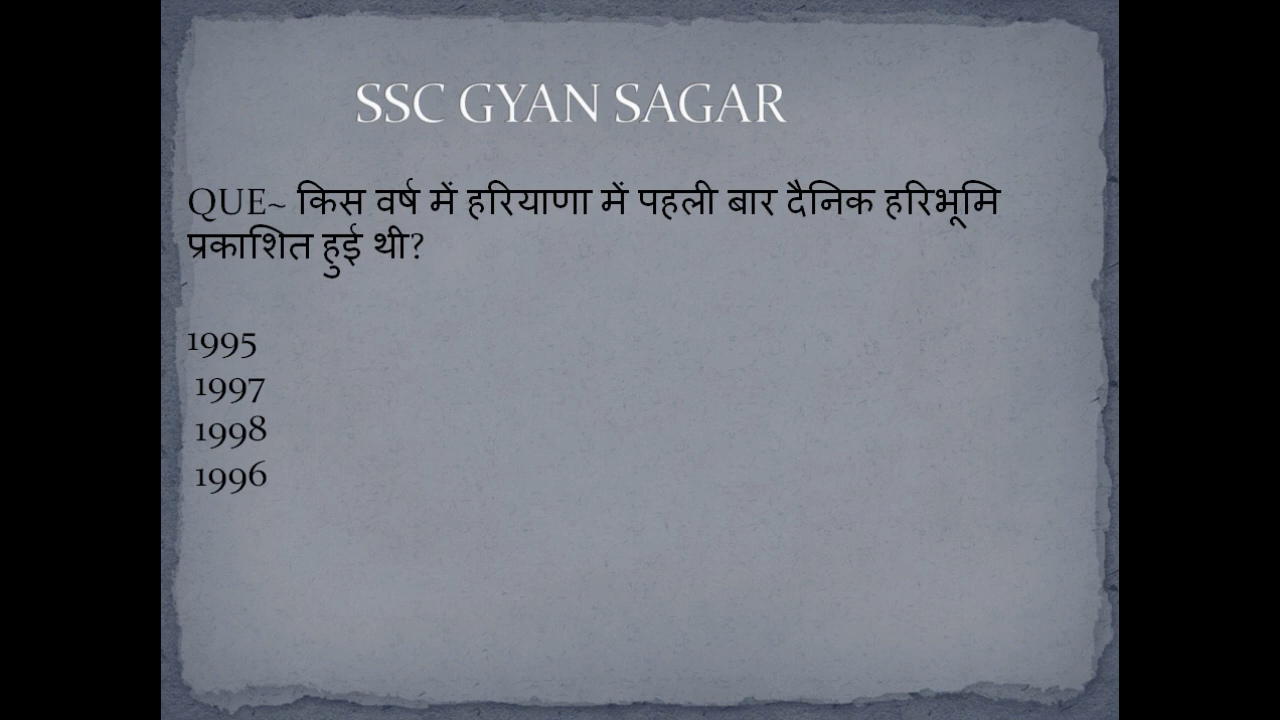 SSC GYAN SAGAR
QUE~ किस वर्ष में हरियाणा में पहली बार दैनिक हरिभूमि
प्रकाशित हुई थी?
1995
1997
1998
1996